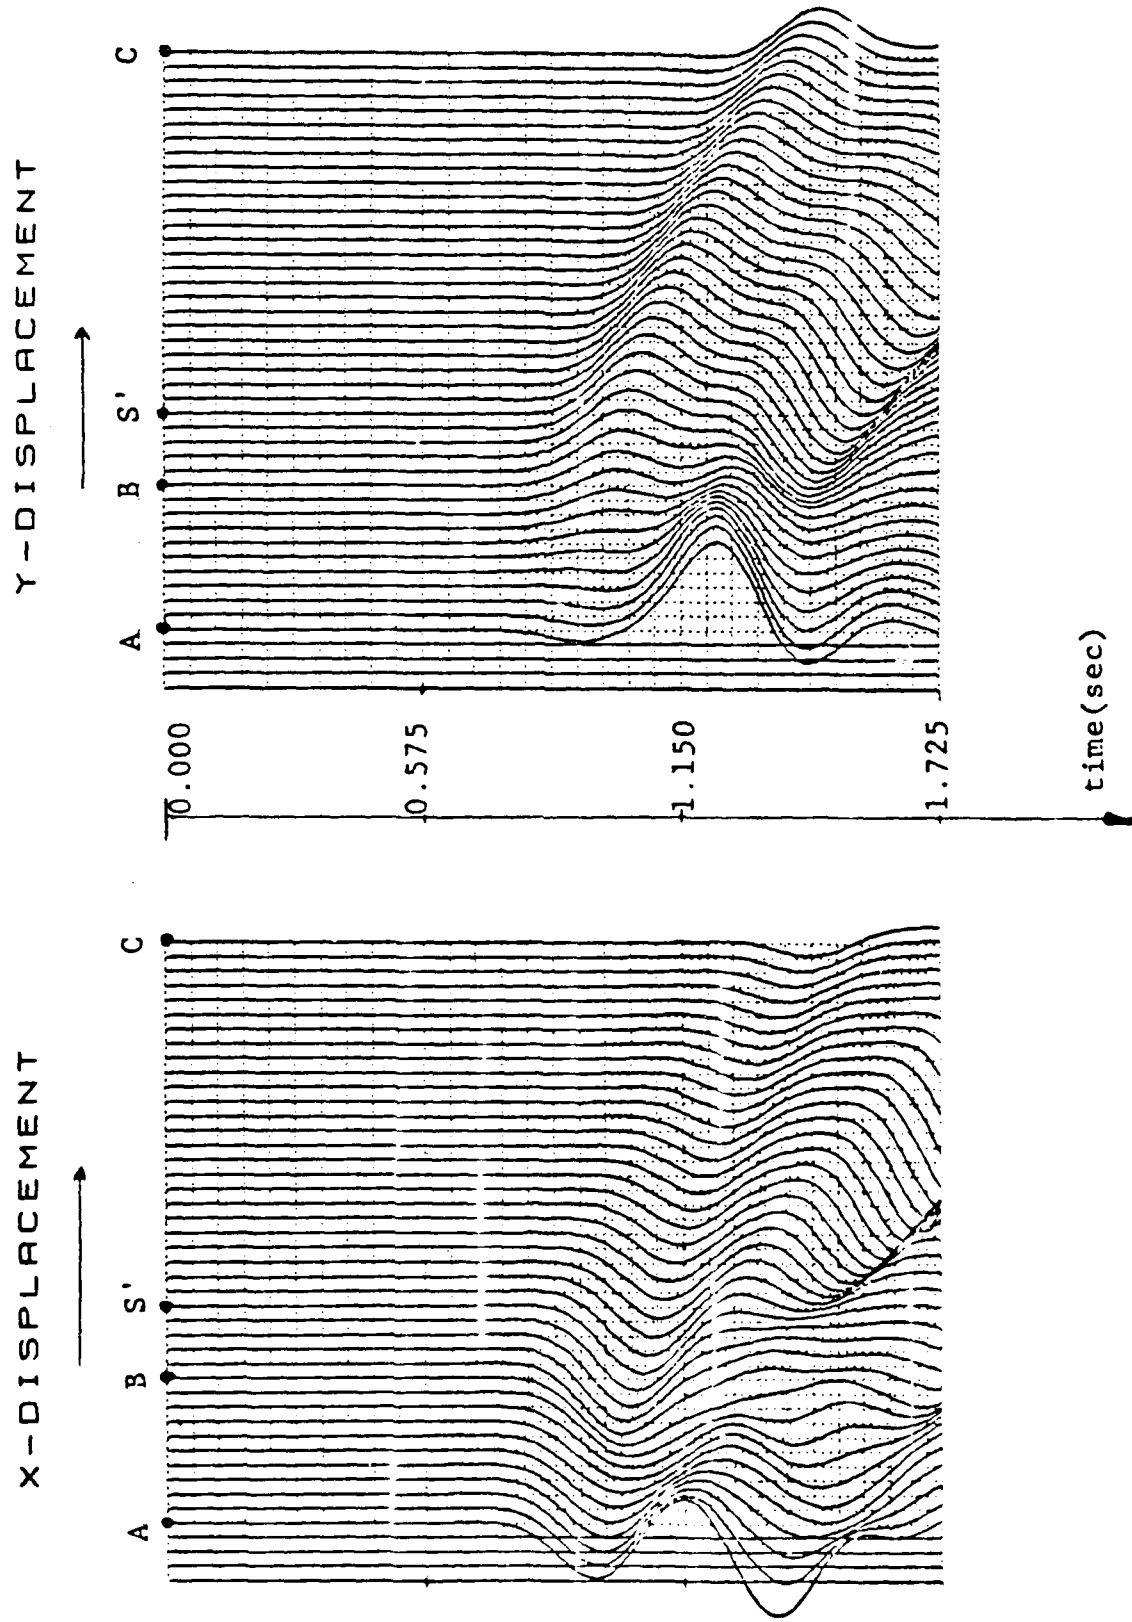 Y-DISPLACEMENT
A B S' C
0.000
0.575
1.150
1.725
time(sec)
X-DISPLACEMENT
A B S' C